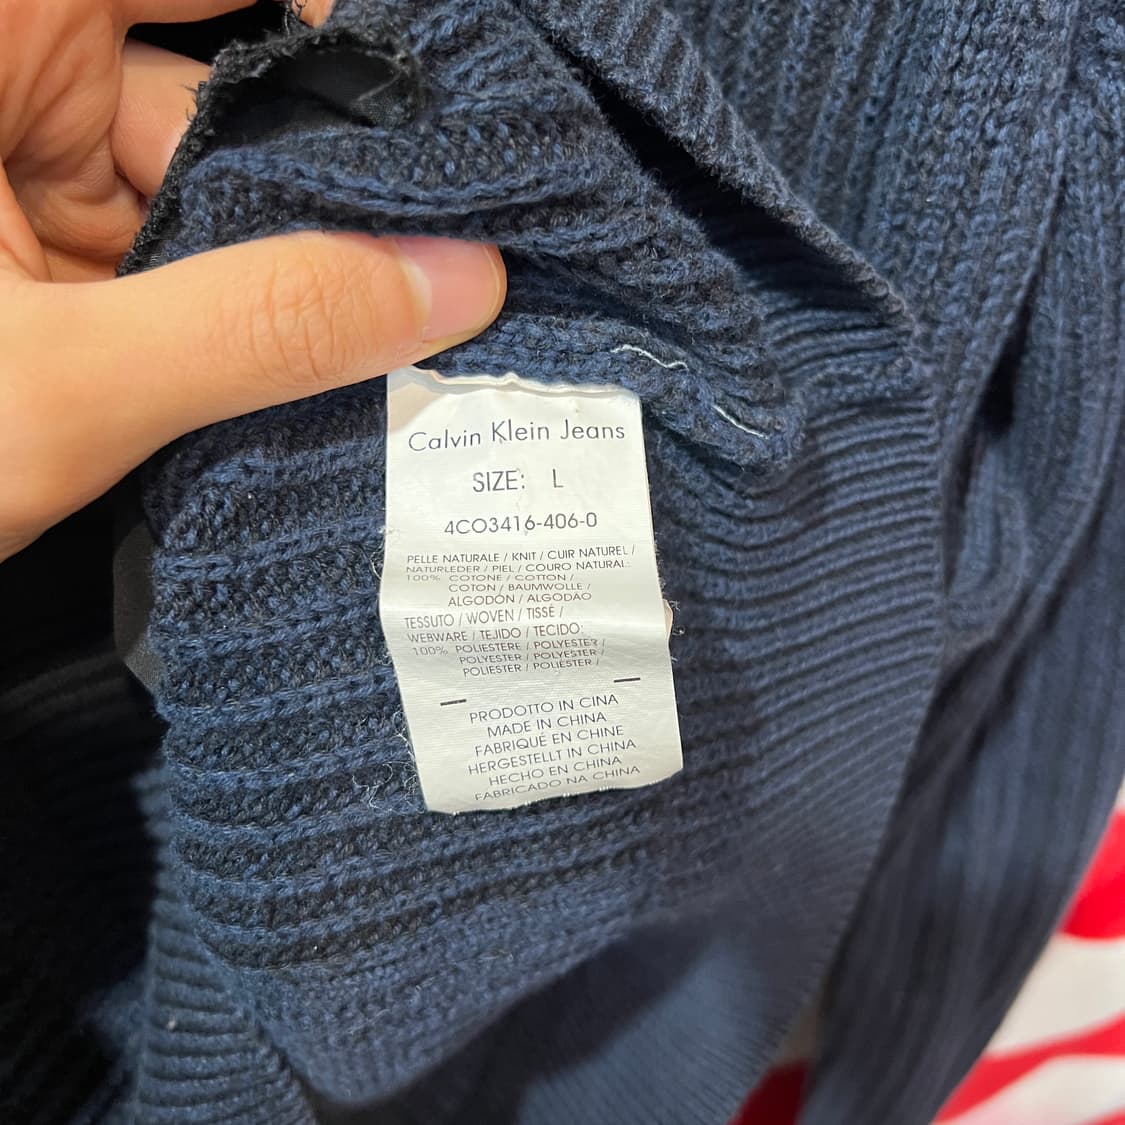 Calvin Klein Jeans
SIZE: L
4CO3416-406-0
PELLE NATURALE / KNIT / CUIR NATUREL /
NATURLEDER / PIEL / COURO NATURAL:
100% COTONE / COTTON /
COTON / BAUMWOLLE /
ALGODÓN / ALGODÃO
TESSUTO / WOVEN / TISSÉ /
WEBWARE / TEJIDO / TECIDO:
100% POLIESTERE / POLYESTER /
POLYESTER / POLYESTER /
POLIESTER / POLIÉSTER /
PRODOTTO IN CINA
MADE IN CHINA
FABRIQUÉ EN CHINE
HERGESTELLT IN CHINA
HECHO EN CHINA
FABRICADO NA CHINA